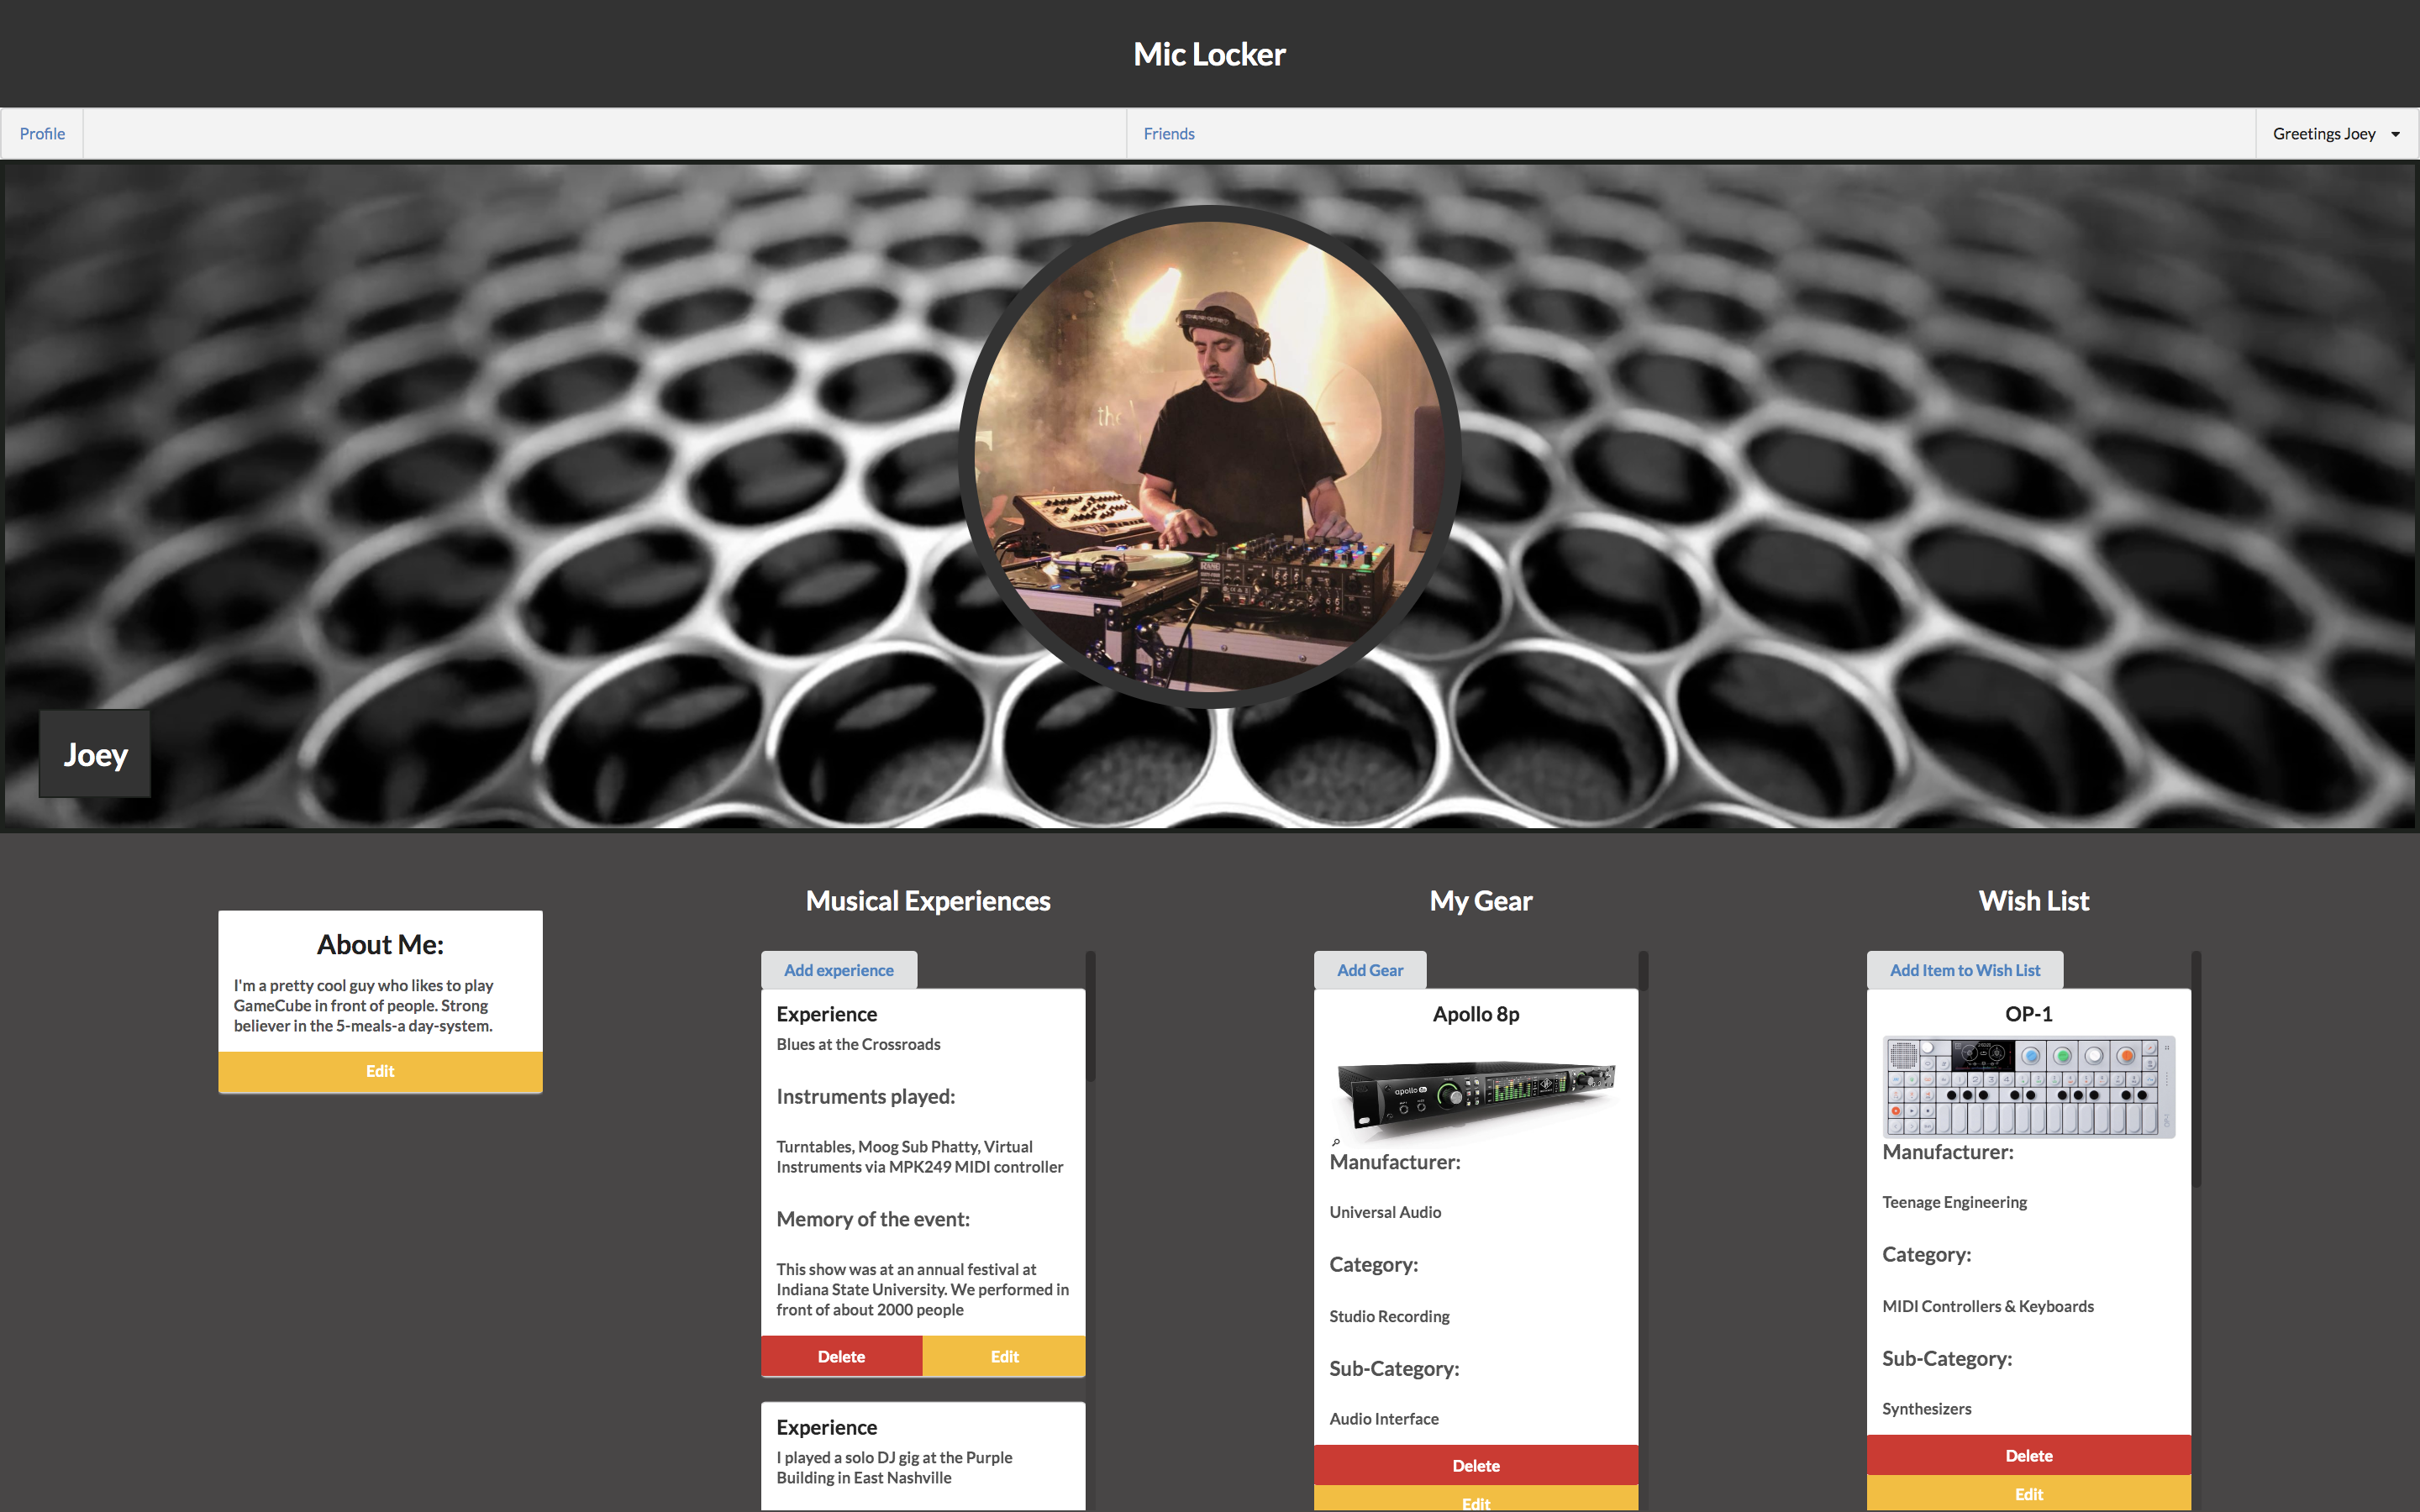 Mic Locker
Profile
Friends
Greetings Joey
the
RANE
Joey
About Me:
I'm a pretty cool guy who likes to play
GameCube in front of people. Strong
believer in the 5-meals-a day-system.
Edit
Musical Experiences
Add experience
Experience
Blues at the Crossroads
Instruments played:
Turntables, Moog Sub Phatty, Virtual
Instruments via MPK249 MIDI controller
Memory of the event:
This show was at an annual festival at
Indiana State University. We performed in
front of about 2000 people
Delete Edit
Experience
I played a solo DJ gig at the Purple
Building in East Nashville
My Gear
Add Gear
Apollo 8p
apollo
Manufacturer:
Universal Audio
Category:
Studio Recording
Sub-Category:
Audio Interface
Delete
Edit
Wish List
Add Item to Wish List
OP-1
Manufacturer:
Teenage Engineering
Category:
MIDI Controllers & Keyboards
Sub-Category:
Synthesizers
Delete
Edit